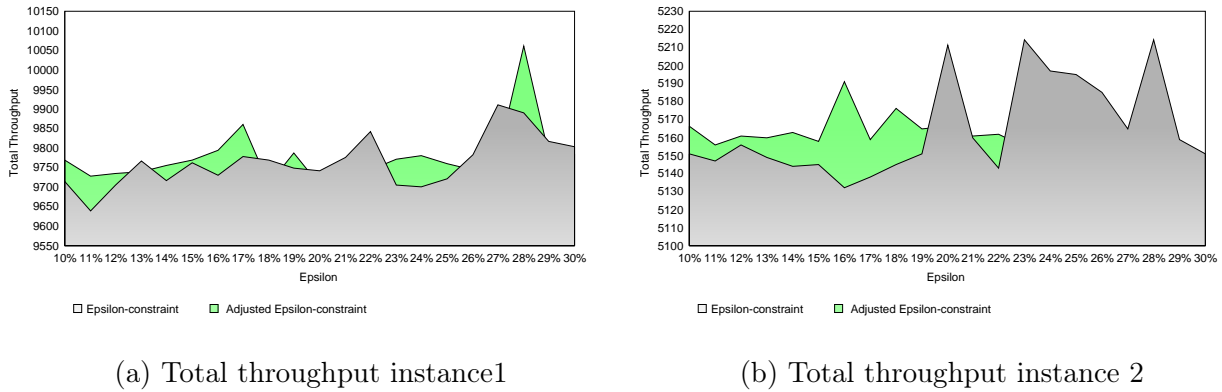 10150
10100
10050
10000
9950
9900
9850
9800
9750
9700
9650
9600
9550
Total Throughput
10% 11% 12% 13% 14% 15% 16% 17% 18% 19% 20% 21% 22% 23% 24% 25% 26% 27% 28% 29% 30%
Epsilon
Epsilon-constraint Adjusted Epsilon-constraint
(a) Total throughput instance1
5230
5220
5210
5200
5190
5180
5170
5160
5150
5140
5130
5120
5110
5100
Total Throughput
10% 11% 12% 13% 14% 15% 16% 17% 18% 19% 20% 21% 22% 23% 24% 25% 26% 27% 28% 29% 30%
Epsilon
Epsilon-constraint Adjusted Epsilon-constraint
(b) Total throughput instance 2